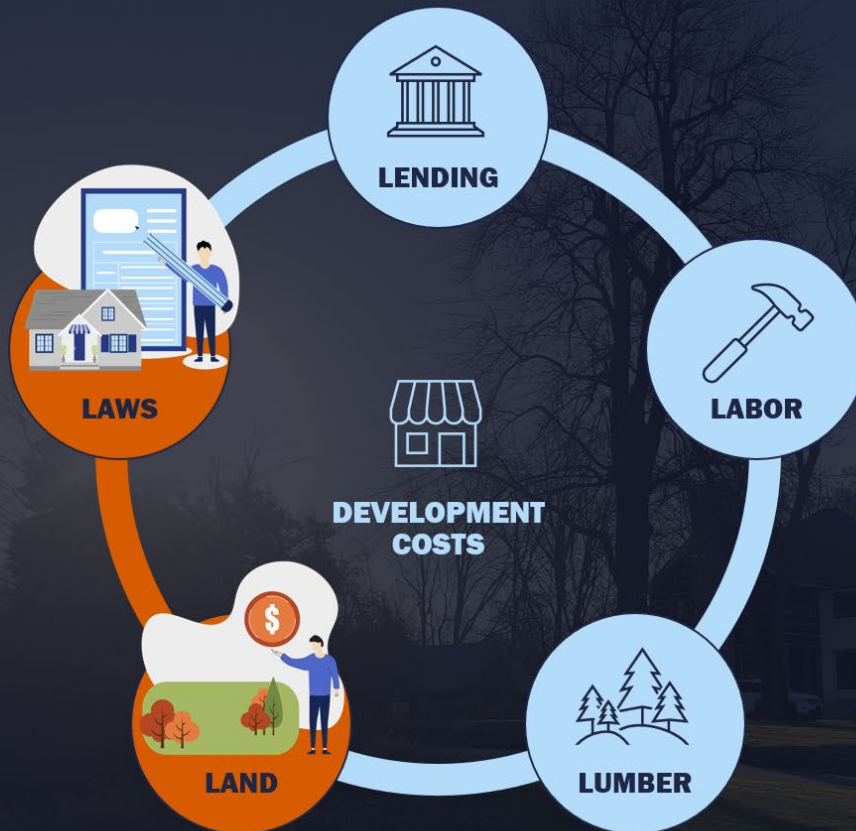 LENDING
LABOR
LUMBER
LAND
$
LAWS
DEVELOPMENT
COSTS